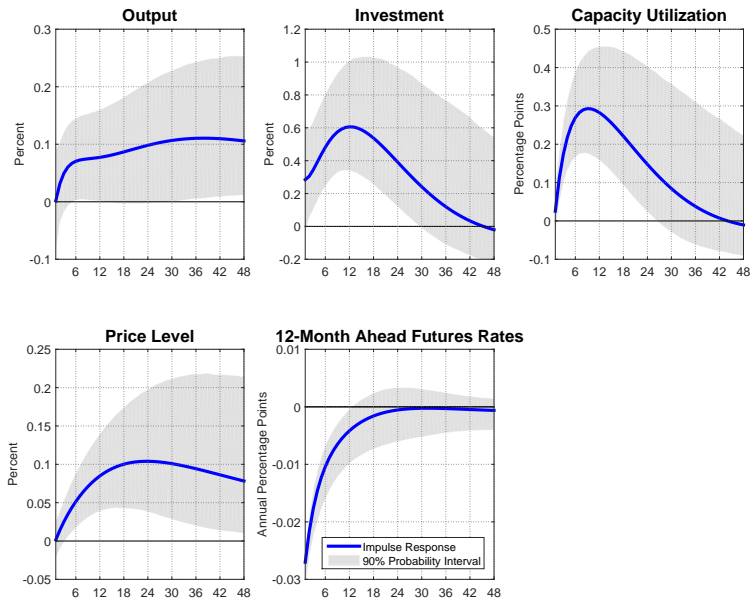 Output
Percent
0.3
0.2
0.1
0
-0.1
6 12 18 24 30 36 42 48
Investment
Percent
1.2
1
0.8
0.6
0.4
0.2
0
-0.2
6 12 18 24 30 36 42 48
Capacity Utilization
Percentage Points
0.5
0.4
0.3
0.2
0.1
0
-0.1
6 12 18 24 30 36 42 48
Price Level
Percent
0.25
0.2
0.15
0.1
0.05
0
-0.05
6 12 18 24 30 36 42 48
12-Month Ahead Futures Rates
Annual Percentage Points
0.01
0
-0.01
-0.02
-0.03
Impulse Response
90% Probability Interval
6 12 18 24 30 36 42 48